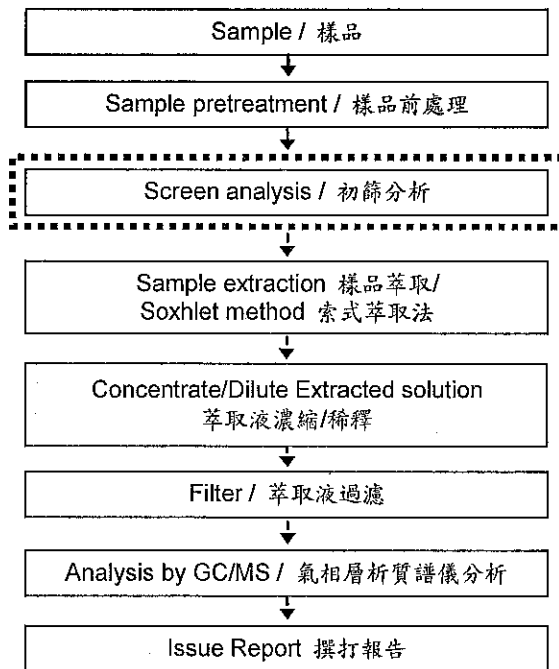 Sample / 樣品
Sample pretreatment / 樣品前處理
Screen analysis / 初篩分析
Sample extraction 樣品萃取/
Soxhlet method 索式萃取法
Concentrate/Dilute Extracted solution
萃取液濃縮/稀釋
Filter / 萃取液過濾
Analysis by GC/MS / 氣相層析質譜儀分析
Issue Report 撰打報告